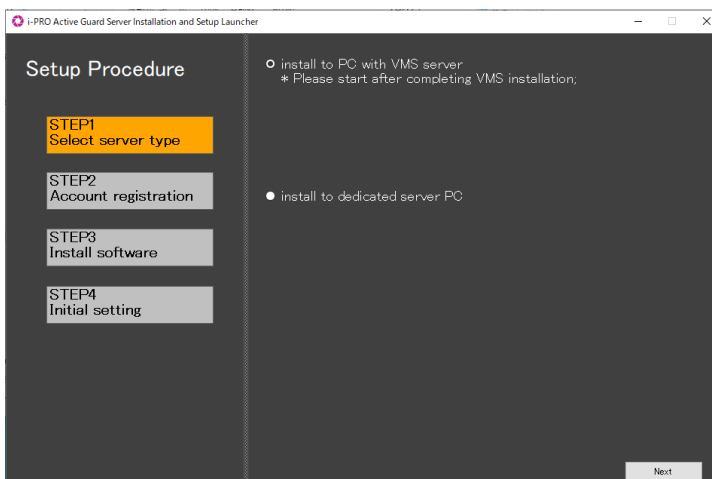 i-PRO Active Guard Server Installation and Setup Launcher
Setup Procedure
STEP1
Select server type
STEP2
Account registration
STEP3
Install software
STEP4
Initial setting
install to PC with VMS server
* Please start after completing VMS installation;
install to dedicated server PC
Next